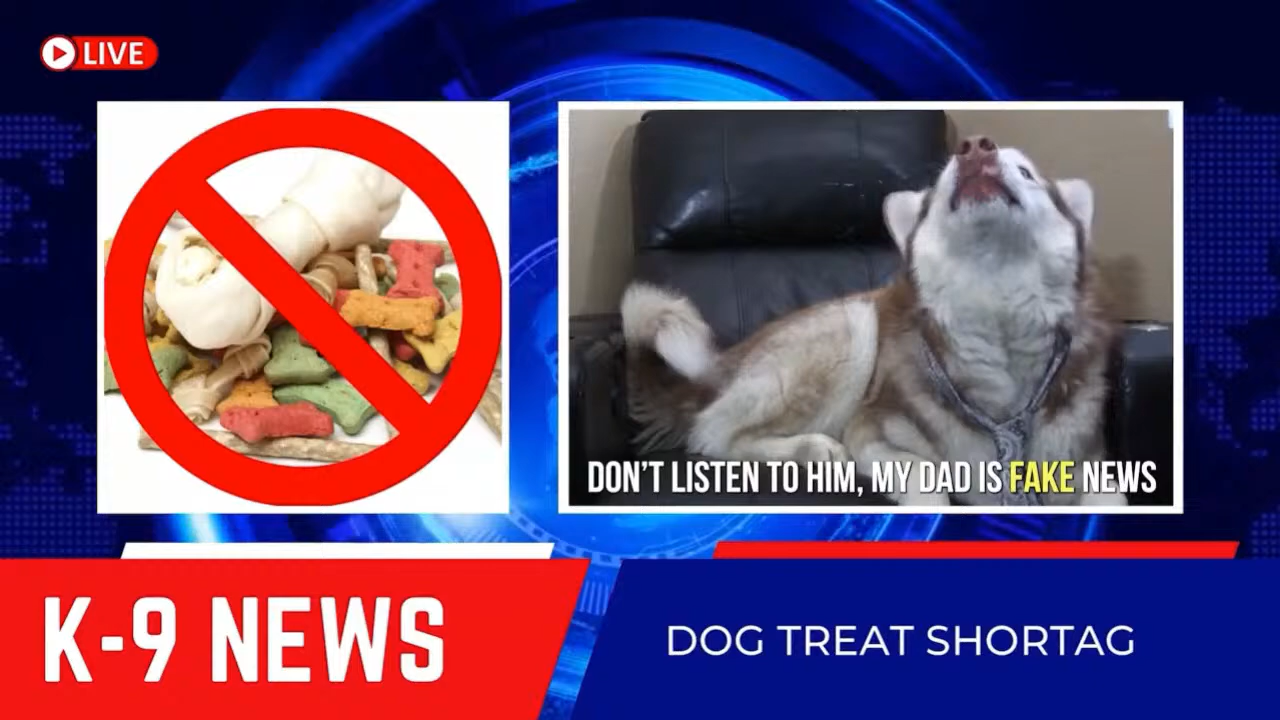 LIVE
DON'T LISTEN TO HIM, MY DAD IS FAKE NEWS
K-9 NEWS
DOG TREAT SHORTAG